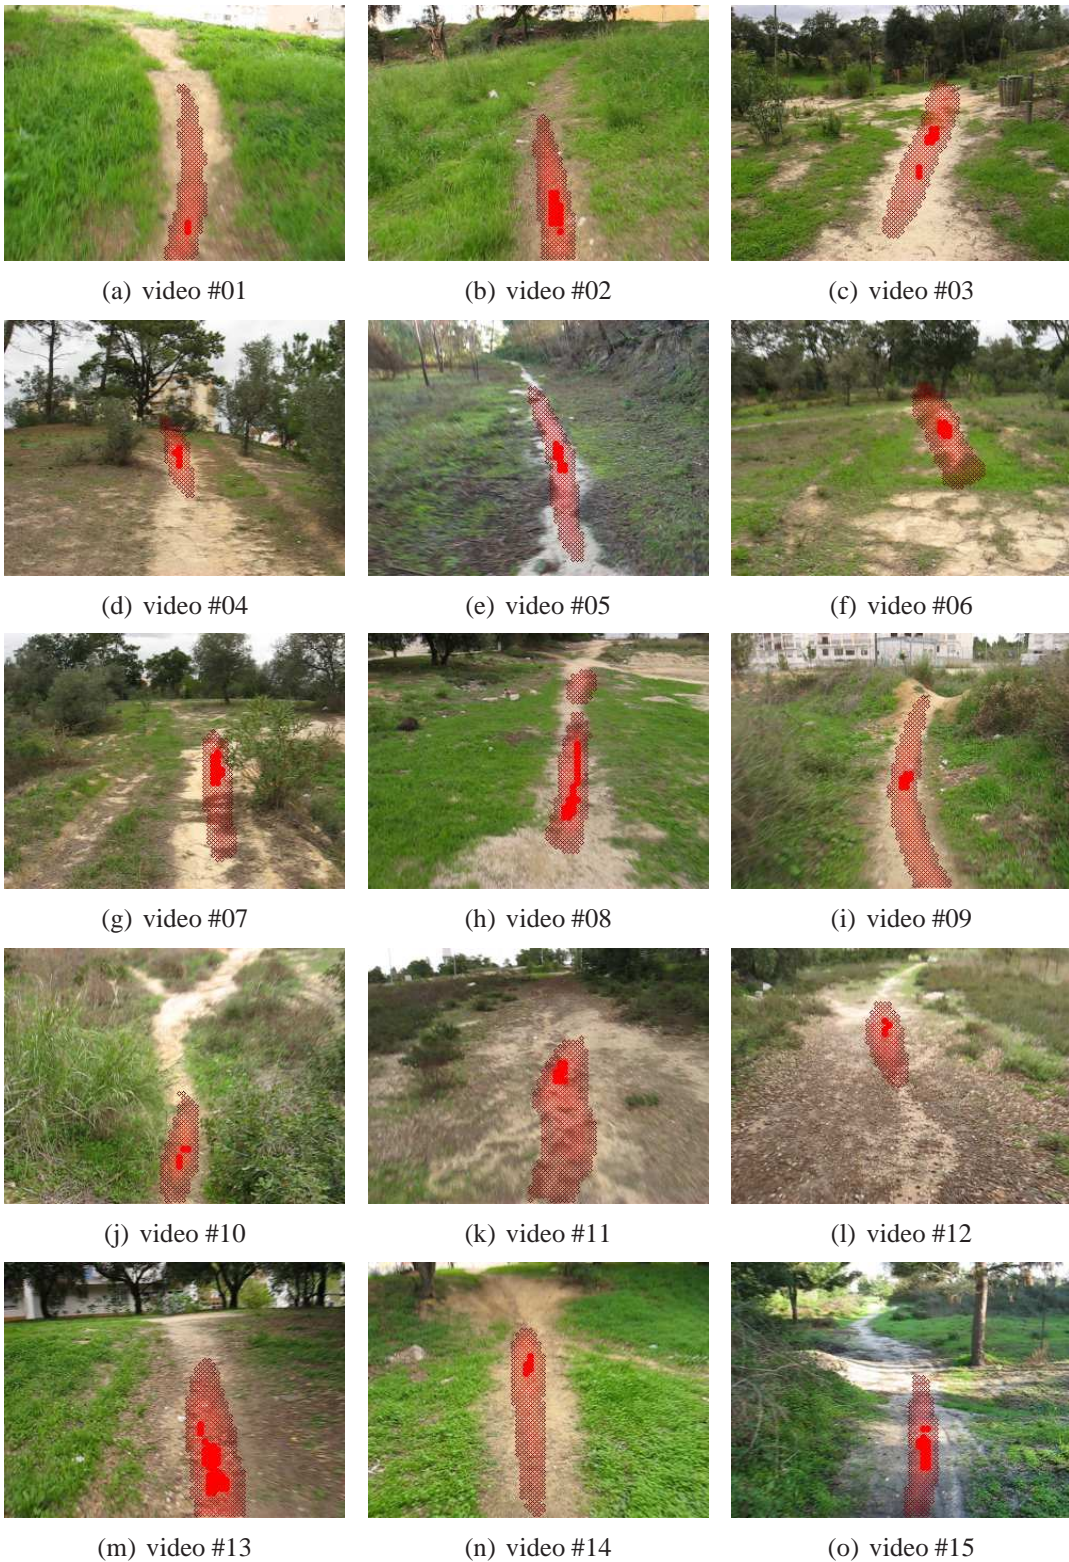 (a) video #01
(b) video #02
(c) video #03
(d) video #04
(e) video #05
(f) video #06
(g) video #07
(h) video #08
(i) video #09
(j) video #10
(k) video #11
(l) video #12
(m) video #13
(n) video #14
(o) video #15